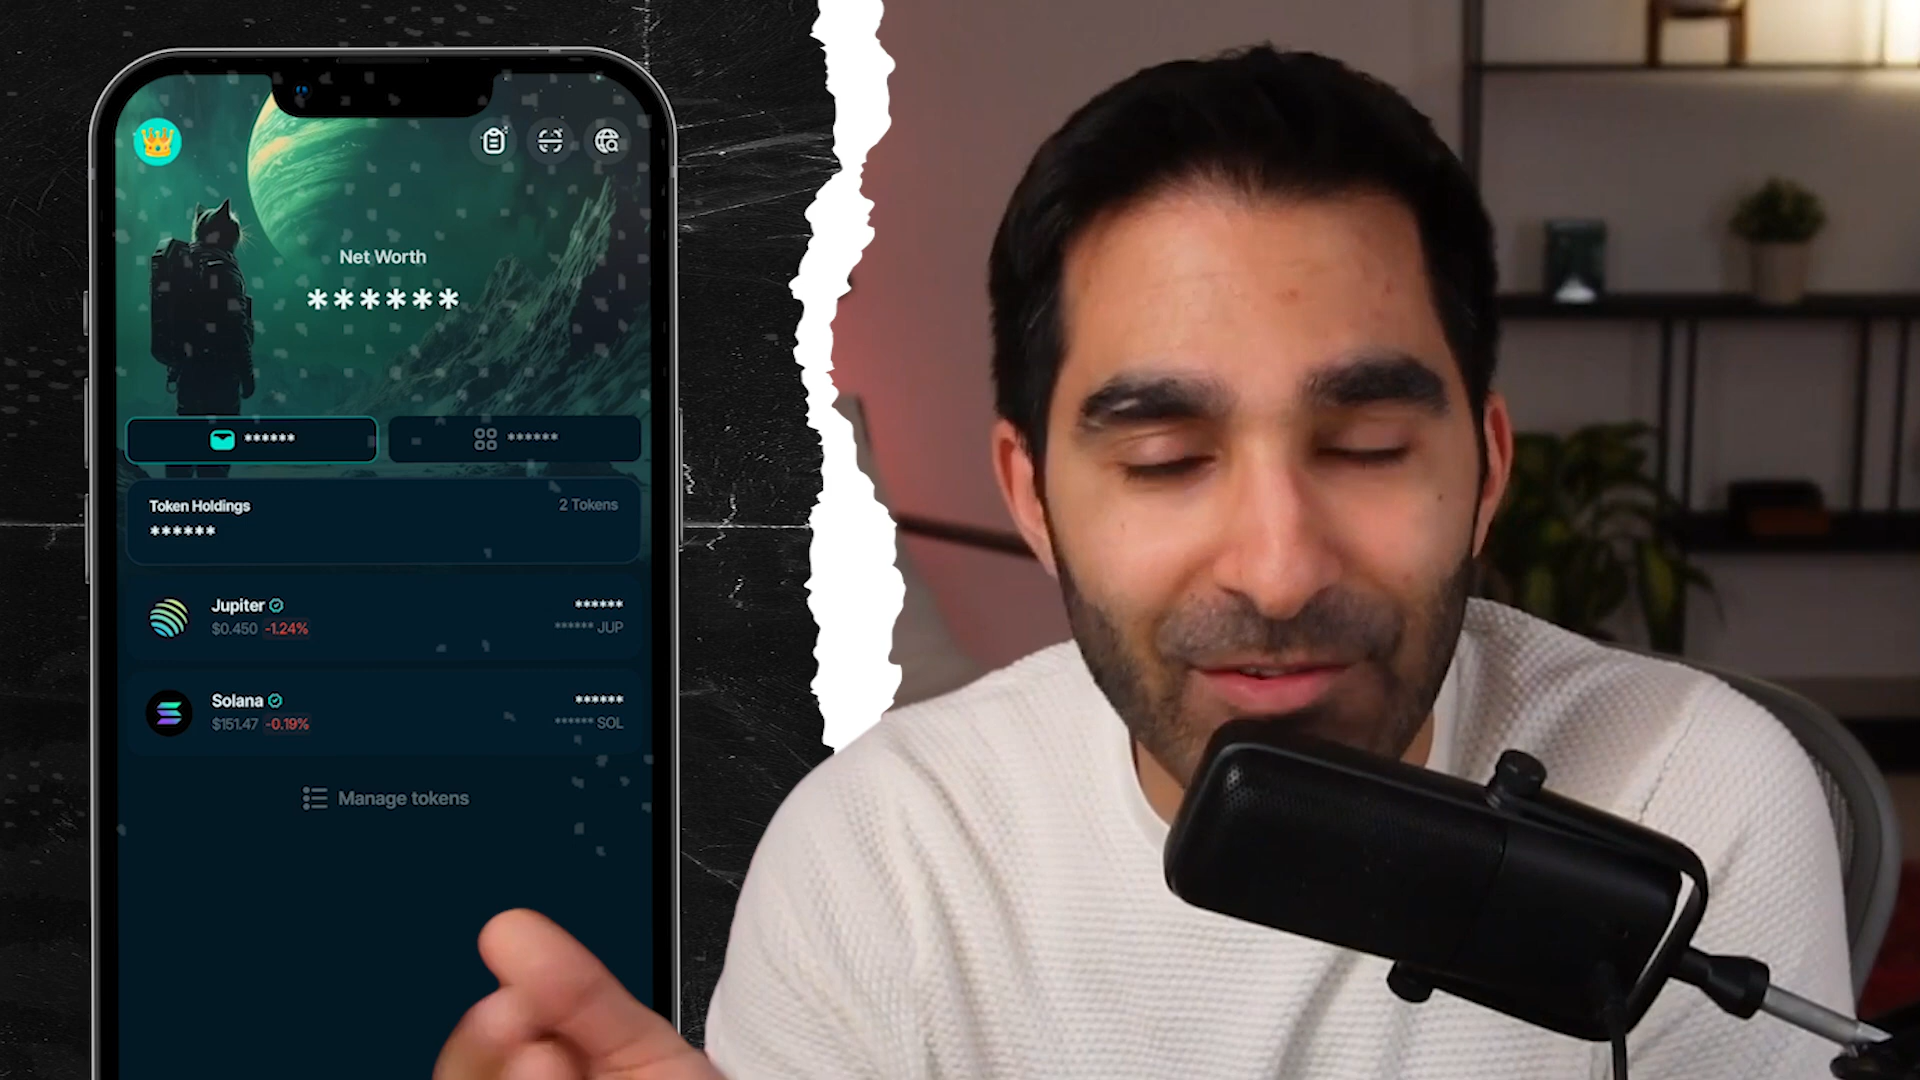 Net Worth
******
****** ******
Token Holdings 2 Tokens
******
Jupiter ******
$0.450 -1.24% ****** JUP
Solana ******
$151.47 -0.19% ****** SOL
Manage tokens